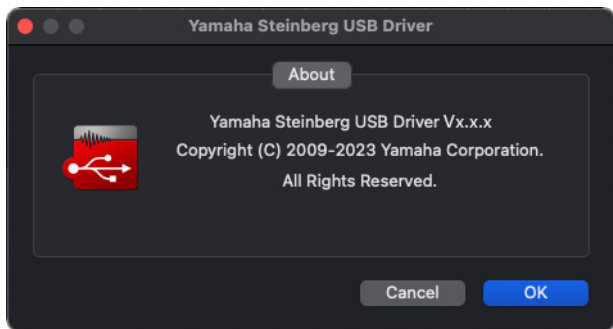 Yamaha Steinberg USB Driver
About
Yamaha Steinberg USB Driver Vx.x.x
Copyright (C) 2009-2023 Yamaha Corporation.
All Rights Reserved.
Cancel
OK